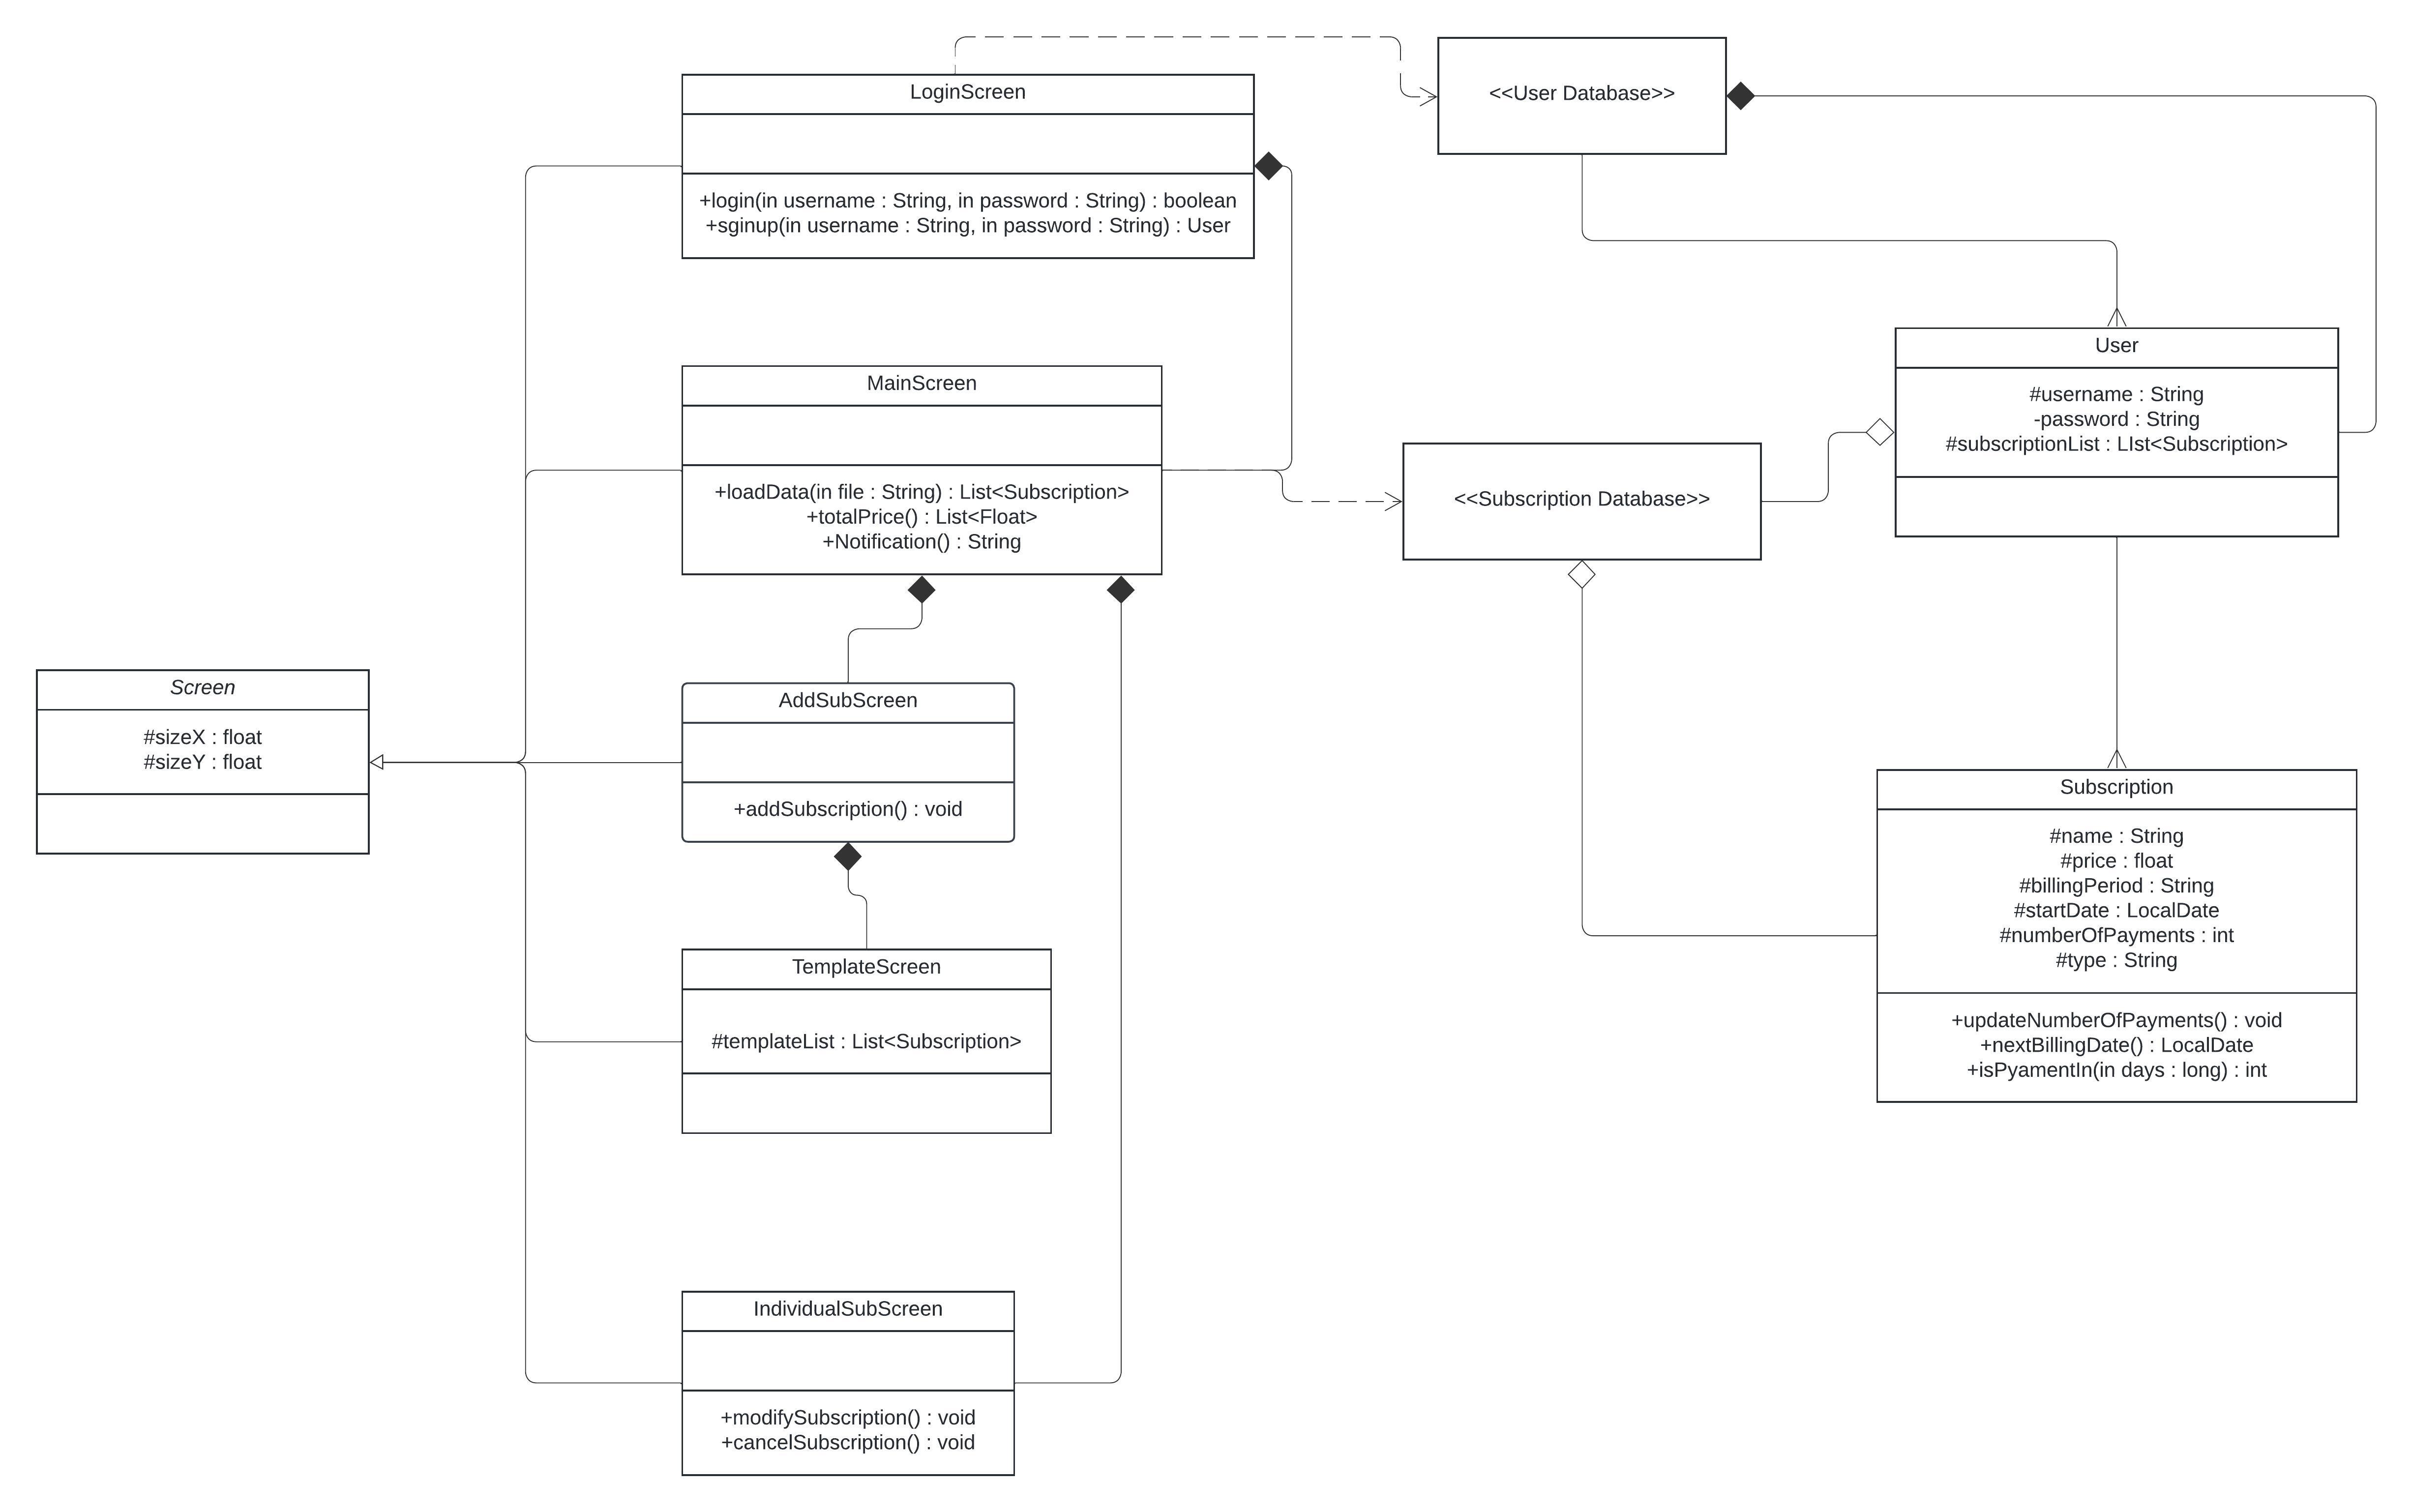 LoginScreen
+login(in username : String, in password : String) : boolean
+sginup(in username : String, in password : String) : User
<<User Database>>
MainScreen
+loadData(in file : String) : List<Subscription>
+totalPrice() : List<Float>
+Notification() : String
<<Subscription Database>>
User
#username : String
-password : String
#subscriptionList : LIst<Subscription>
Screen
#sizeX : float
#sizeY : float
AddSubScreen
+addSubscription() : void
Subscription
#name : String
#price : float
#billingPeriod : String
#startDate : LocalDate
#numberOfPayments : int
#type : String
+updateNumberOfPayments() : void
+nextBillingDate() : LocalDate
+isPyamentIn(in days : long) : int
TemplateScreen
#templateList : List<Subscription>
IndividualSubScreen
+modifySubscription() : void
+cancelSubscription() : void